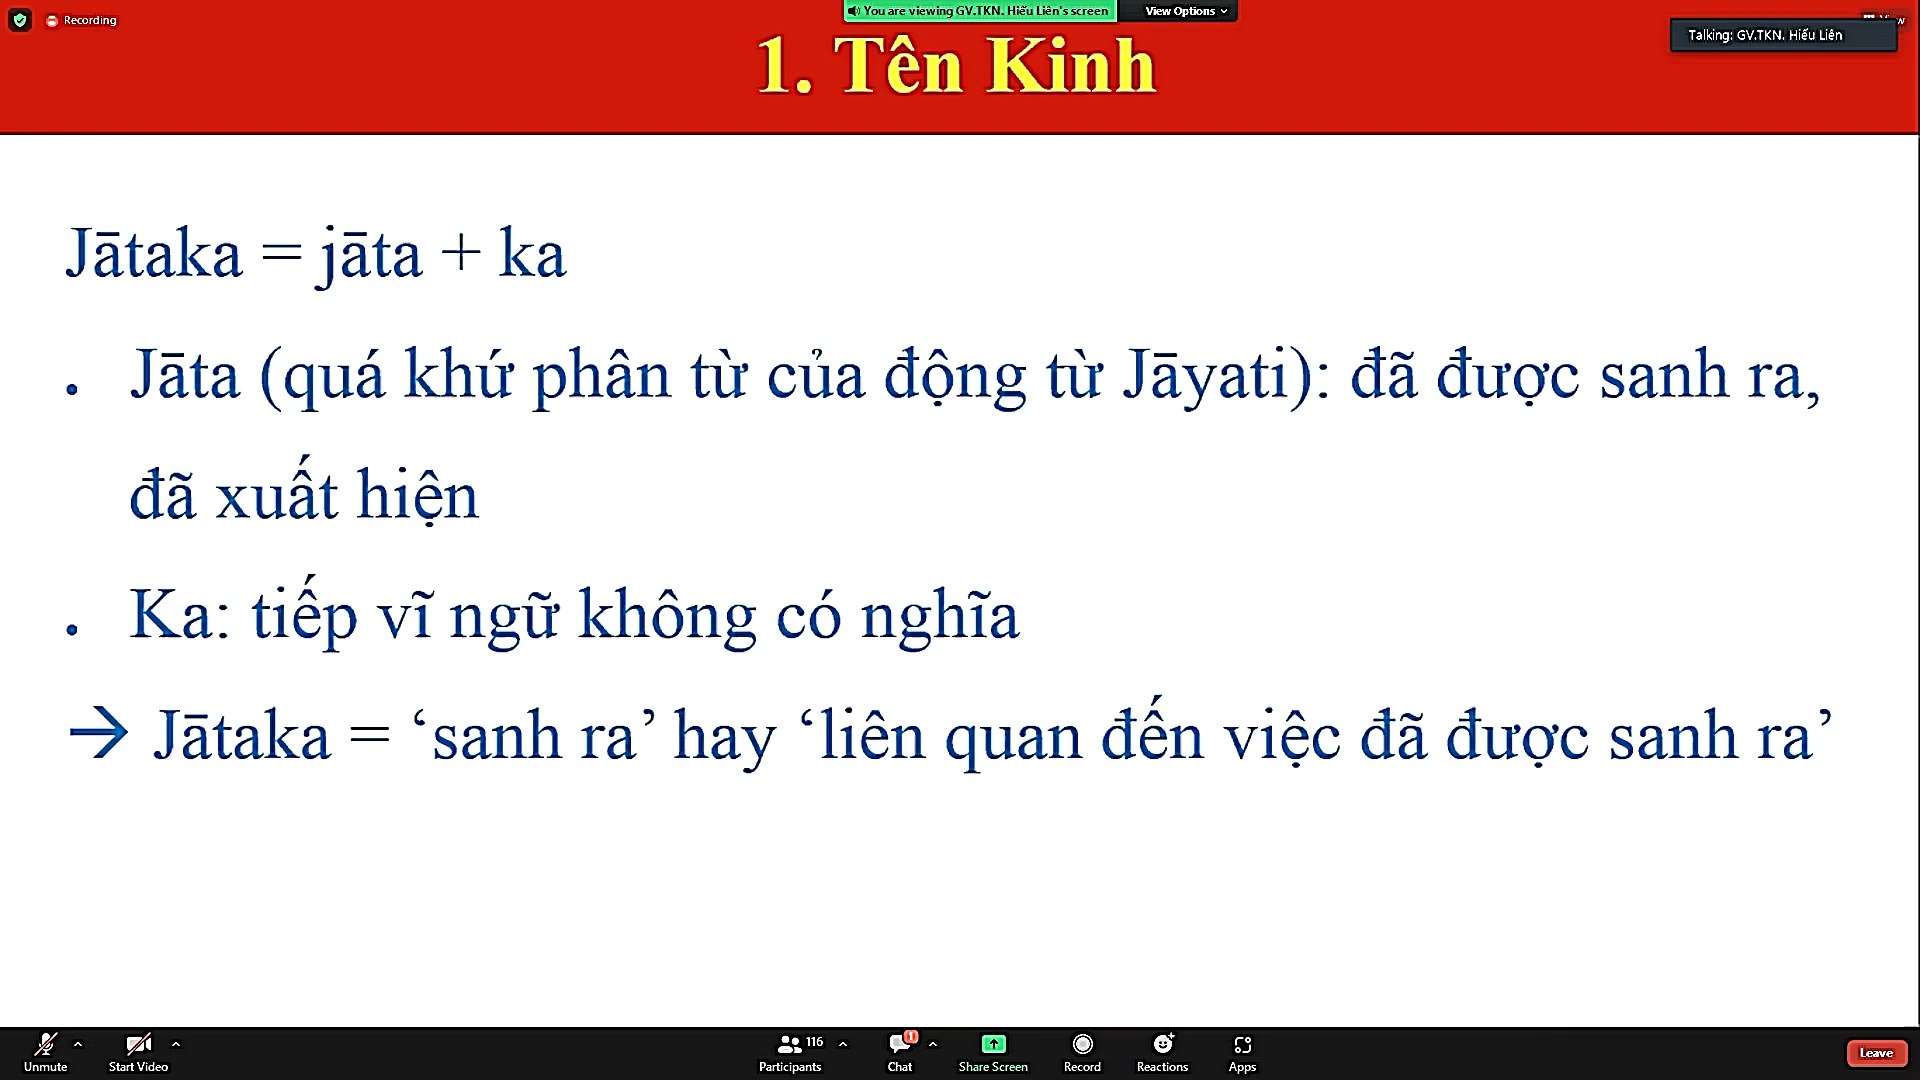 Recording
You are viewing GV.TKN. Hiếu Liên's screen
View Options
Talking: GV.TKN. Hiếu Liên
1. Tên Kinh
Jātaka = jāta + ka
• Jāta (quá khứ phân từ của động từ Jāyati): đã được sanh ra,
đã xuất hiện
• Ka: tiếp vĩ ngữ không có nghĩa
→ Jātaka = ‘sanh ra’ hay ‘liên quan đến việc đã được sanh ra’
Unmute
Start Video
Participants 116
Chat 1
Share Screen
Record
Reactions
Apps
Leave